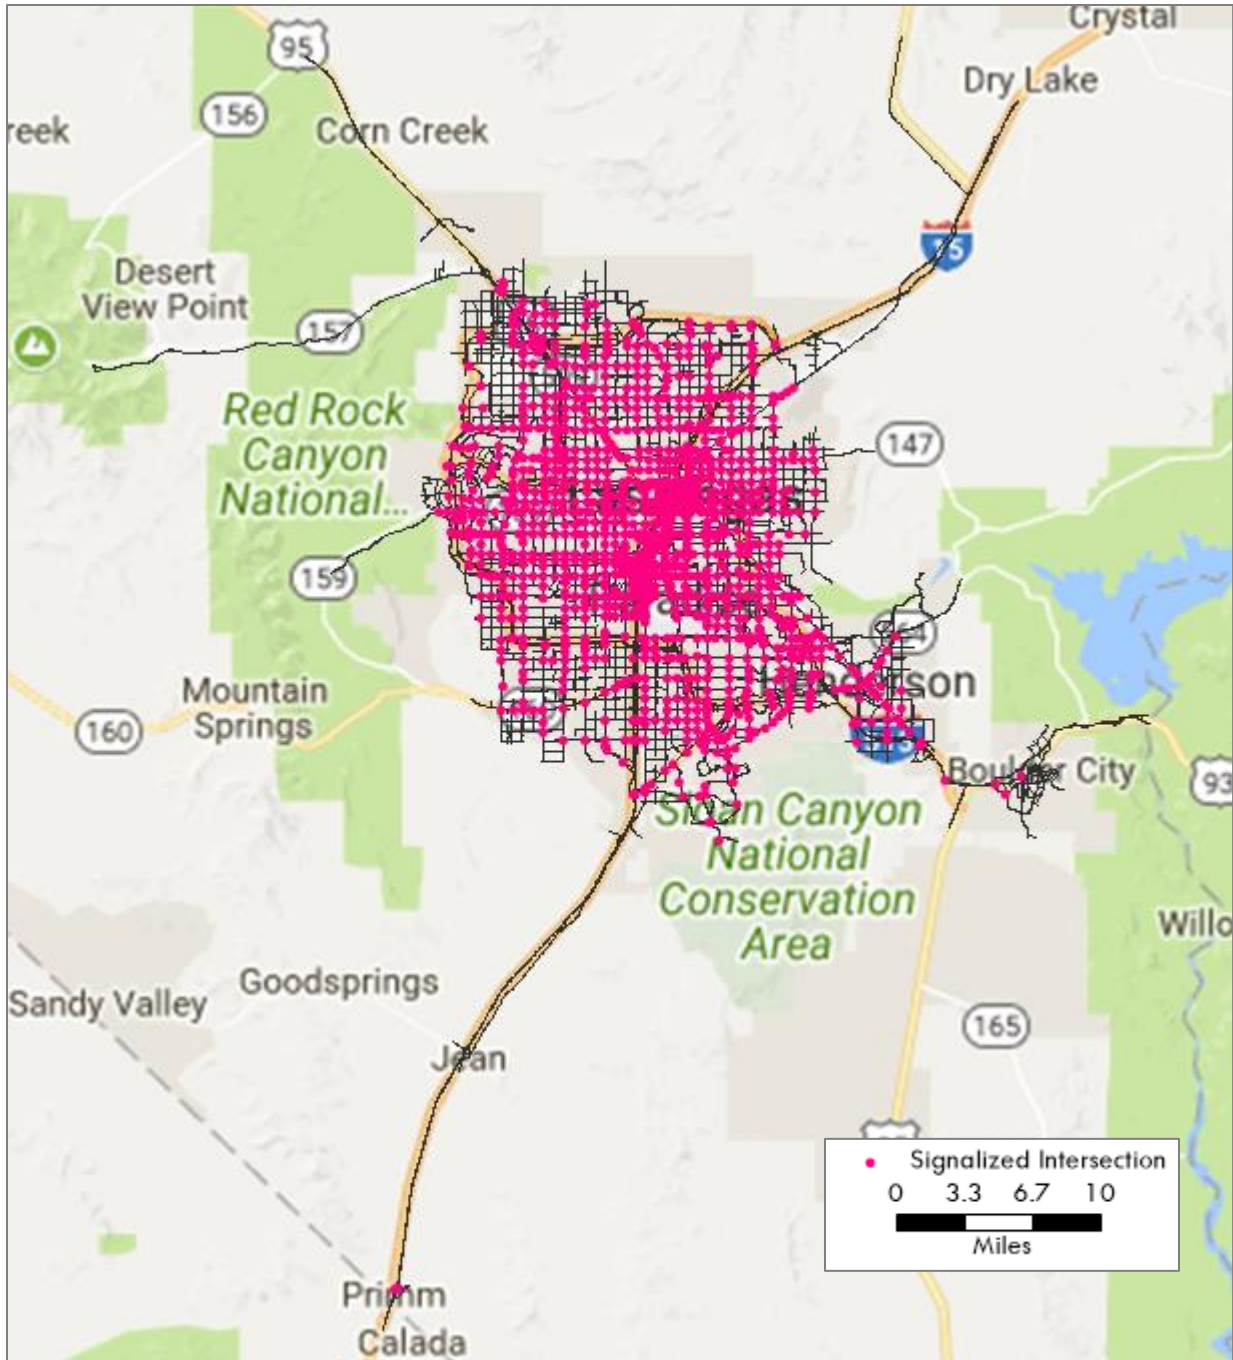 Crystal
95
Dry Lake
156
reek
Corn Creek
15
Desert
View Point
157
Red Rock
Canyon
National...
147
159
Henderson
Mountain
Springs
160
Boulder City
93
Sloan Canyon
National
Conservation
Area
Willo
Goodsprings
Sandy Valley
165
Jean
Signalized Intersection
0 3.3 6.7 10
Miles
Primm
Calada